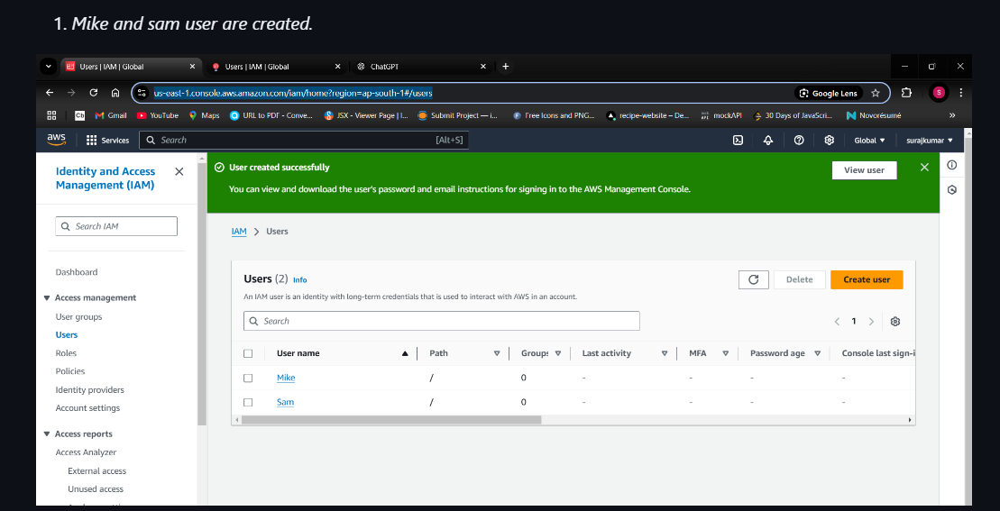 1. Mike and sam user are created.
Users | IAM | Global
Users | IAM | Global
ChatGPT
us-east-1.console.aws.amazon.com/iam/home?region=ap-south-1#/users
Google Lens
S
Ch
Gmail
YouTube
Maps
URL to PDF - Conve...
JSX - Viewer Page | I...
Submit Project — i...
Free Icons and PNG...
recipe-website – De...
mockAPI
30 Days of JavaScri...
Novorésumé
»
aws
Services
Search
[Alt+S]
Global
surajkumar
Identity and Access
Management (IAM)
Search IAM
Dashboard
Access management
User groups
Users
Roles
Policies
Identity providers
Account settings
Access reports
Access Analyzer
External access
Unused access
User created successfully
You can view and download the user's password and email instructions for signing in to the AWS Management Console.
View user
IAM > Users
Users (2) Info
An IAM user is an identity with long-term credentials that is used to interact with AWS in an account.
Delete
Create user
Search
1
User name Path Groups Last activity MFA Password age Console last sign-i
Mike / 0 - - - -
Sam / 0 - - - -